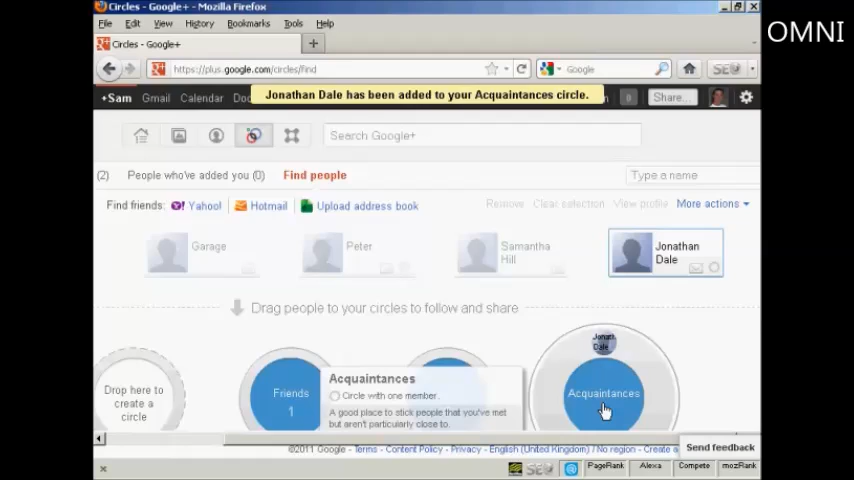 Circles - Google+ - Mozilla Firefox
OMNI
File Edit View History Bookmarks Tools Help
Circles - Google+
https://plus.google.com/circles/find
Google
SEO
+Sam Gmail Calendar
Jonathan Dale has been added to your Acquaintances circle.
0 Share...
Search Google+
(2) People who've added you (0) Find people
Type a name
Find friends: Yahoo! Hotmail Upload address book
Remove Clear selection View profile More actions
Garage
Peter
Samantha
Hill
Jonathan
Dale
Drag people to your circles to follow and share
Drop here to
create a
circle
Friends
1
Acquaintances
Circle with one member.
A good place to stick people that you've met
but aren't particularly close to.
Jonath
Dale
Acquaintances
©2011 Google - Terms - Content Policy - Privacy - English (United Kingdom) / No region - Create a
Send feedback
SEO PageRank Alexa Compete mozRank